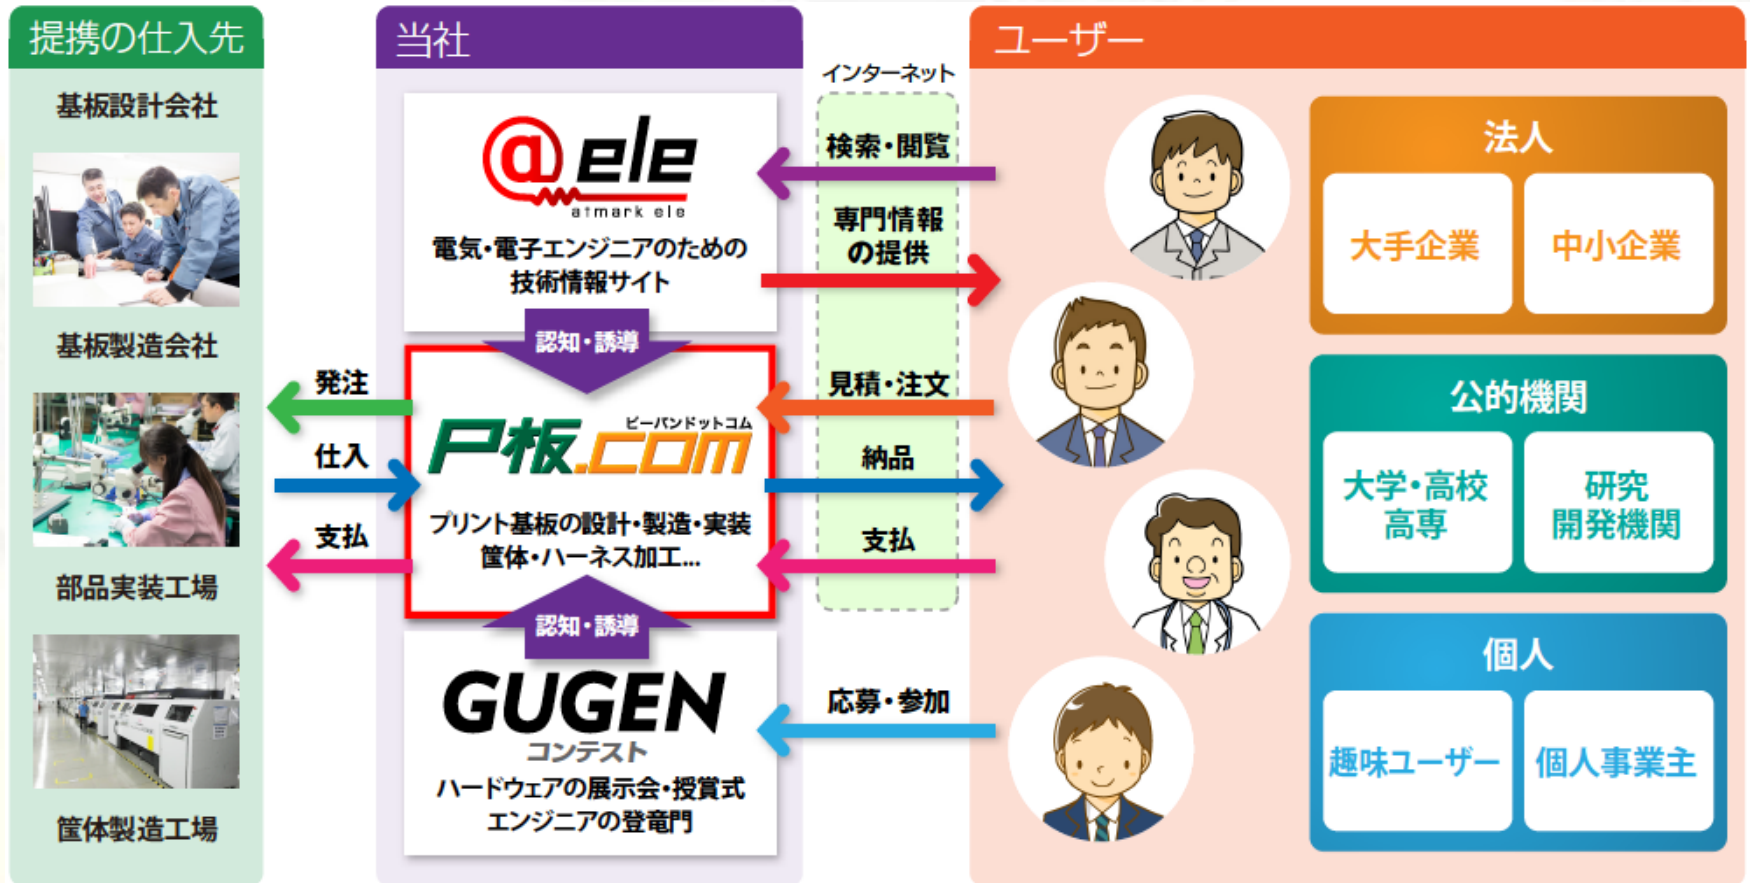 提携の仕入先
基板設計会社
基板製造会社
部品実装工場
筐体製造工場
発注
仕入
支払
当社
@ele
atmark ele
電気・電子エンジニアのための
技術情報サイト
認知・誘導
ピーバンドットコム
P板.com
プリント基板の設計・製造・実装
筐体・ハーネス加工...
認知・誘導
GUGEN
コンテスト
ハードウェアの展示会・授賞式
エンジニアの登竜門
インターネット
検索・閲覧
専門情報
の提供
見積・注文
納品
支払
応募・参加
ユーザー
法人
大手企業
中小企業
公的機関
大学・高校
高専
研究
開発機関
個人
趣味ユーザー
個人事業主